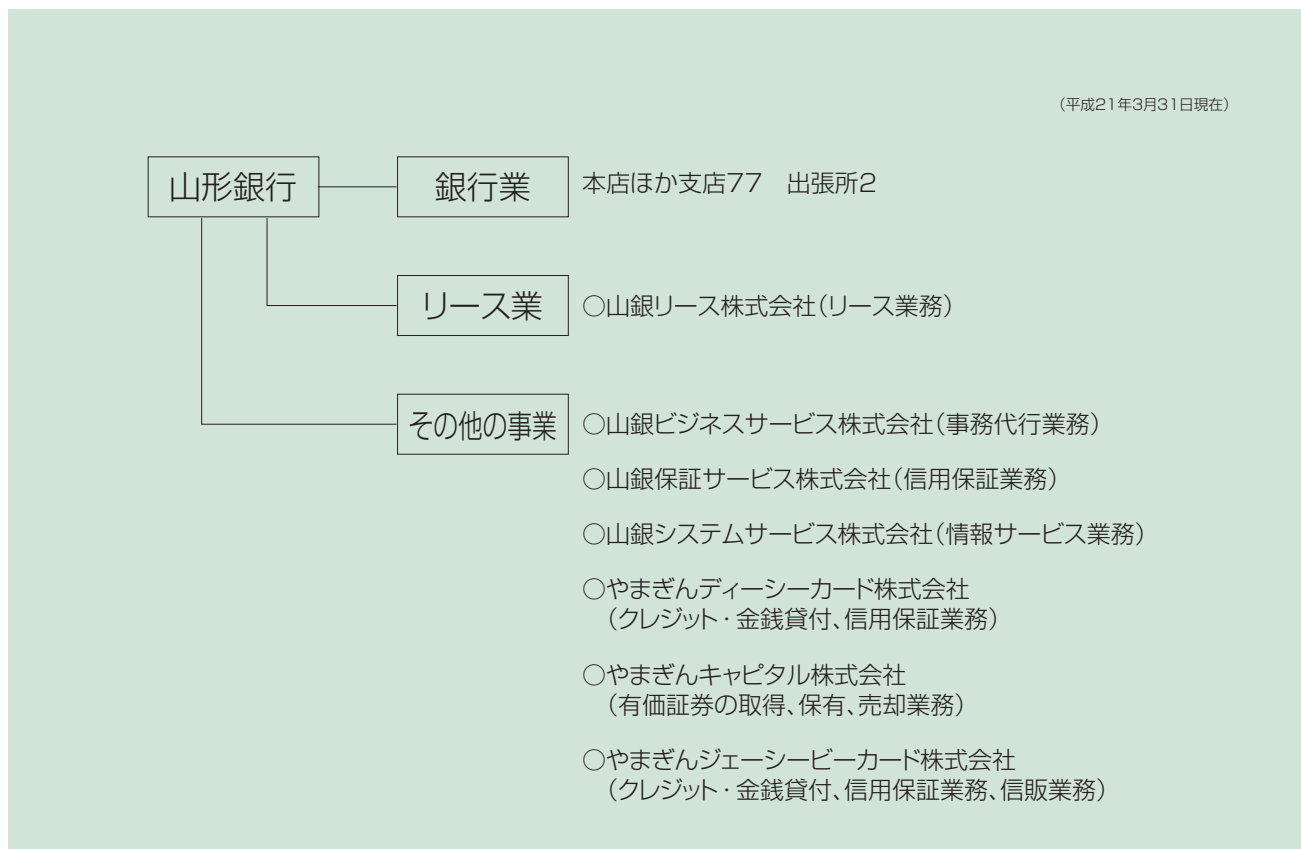 （平成21年3月31日現在）
山形銀行
銀行業
本店ほか支店77　出張所2
リース業
○山銀リース株式会社（リース業務）
その他の事業
○山銀ビジネスサービス株式会社（事務代行業務）
○山銀保証サービス株式会社（信用保証業務）
○山銀システムサービス株式会社（情報サービス業務）
○やまぎんディーシーカード株式会社
（クレジット・金銭貸付、信用保証業務）
○やまぎんキャピタル株式会社
（有価証券の取得、保有、売却業務）
○やまぎんジェーシービーカード株式会社
（クレジット・金銭貸付、信用保証業務、信販業務）